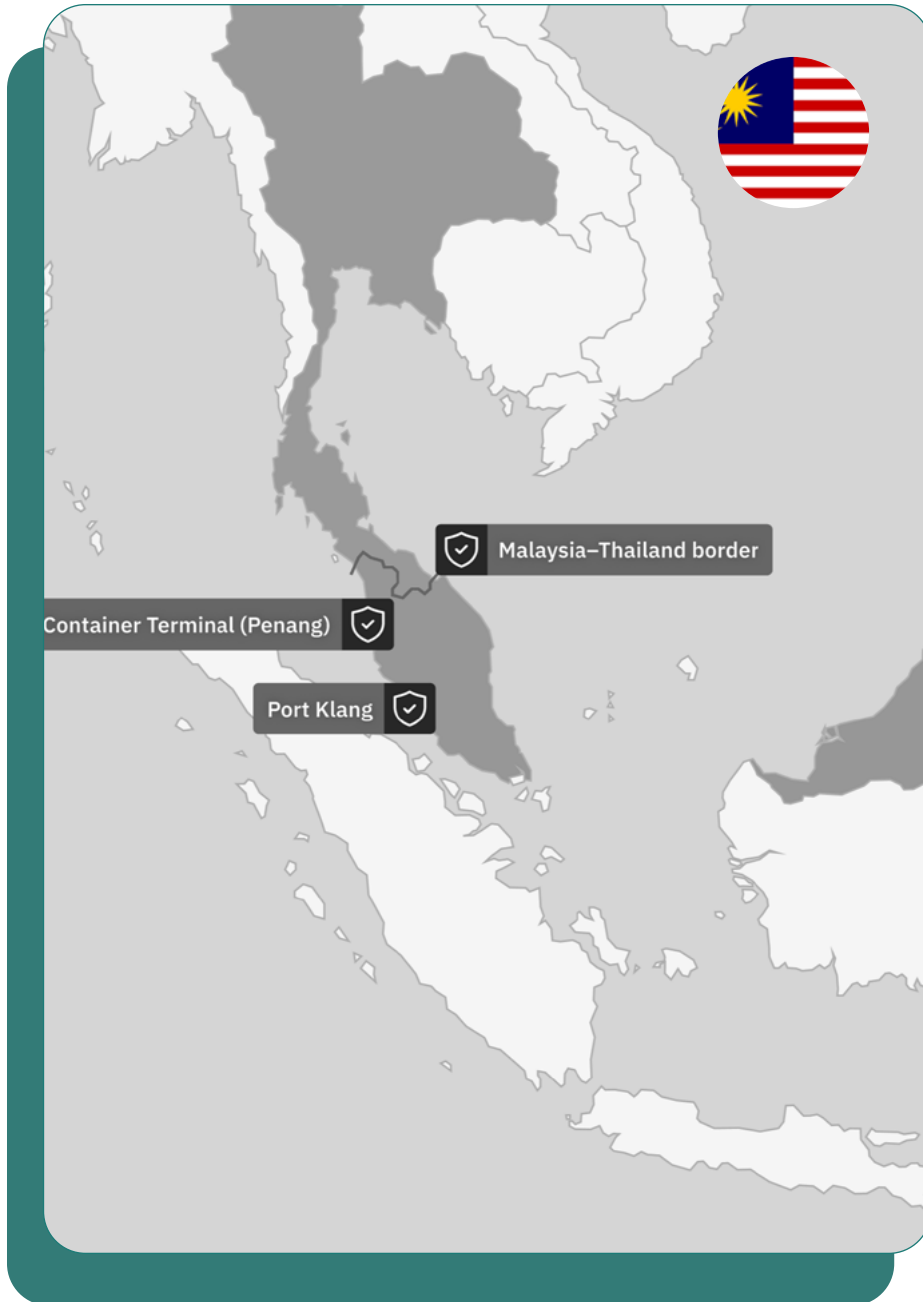 Malaysia–Thailand border
Container Terminal (Penang)
Port Klang